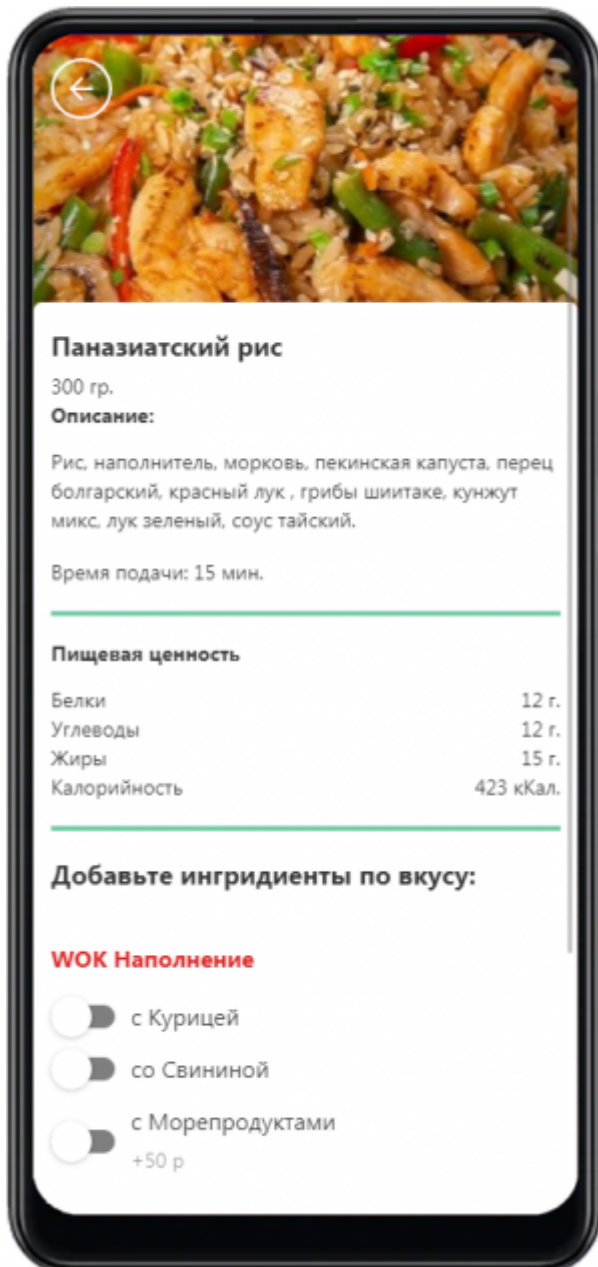 Паназиатский рис
300 гр.
Описание:
Рис, наполнитель, морковь, пекинская капуста, перец
болгарский, красный лук , грибы шиитаке, кунжут
микс, лук зеленый, соус тайский.
Время подачи: 15 мин.
Пищевая ценность
Белки 12 г.
Углеводы 12 г.
Жиры 15 г.
Калорийность 423 кКал.
Добавьте ингридиенты по вкусу:
WOK Наполнение
с Курицей
со Свининой
с Морепродуктами
+50 р